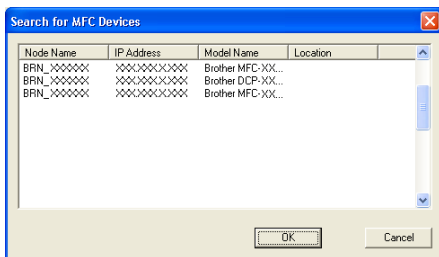 Search for MFC Devices
Node Name IP Address Model Name Location
BRN_XXXXXX XXX.XXX.X.XXX Brother MFC-XX...
BRN_XXXXXX XXX.XXX.X.XXX Brother DCP-XX...
BRN_XXXXXX XXX.XXX.X.XXX Brother MFC-XX...
OK Cancel